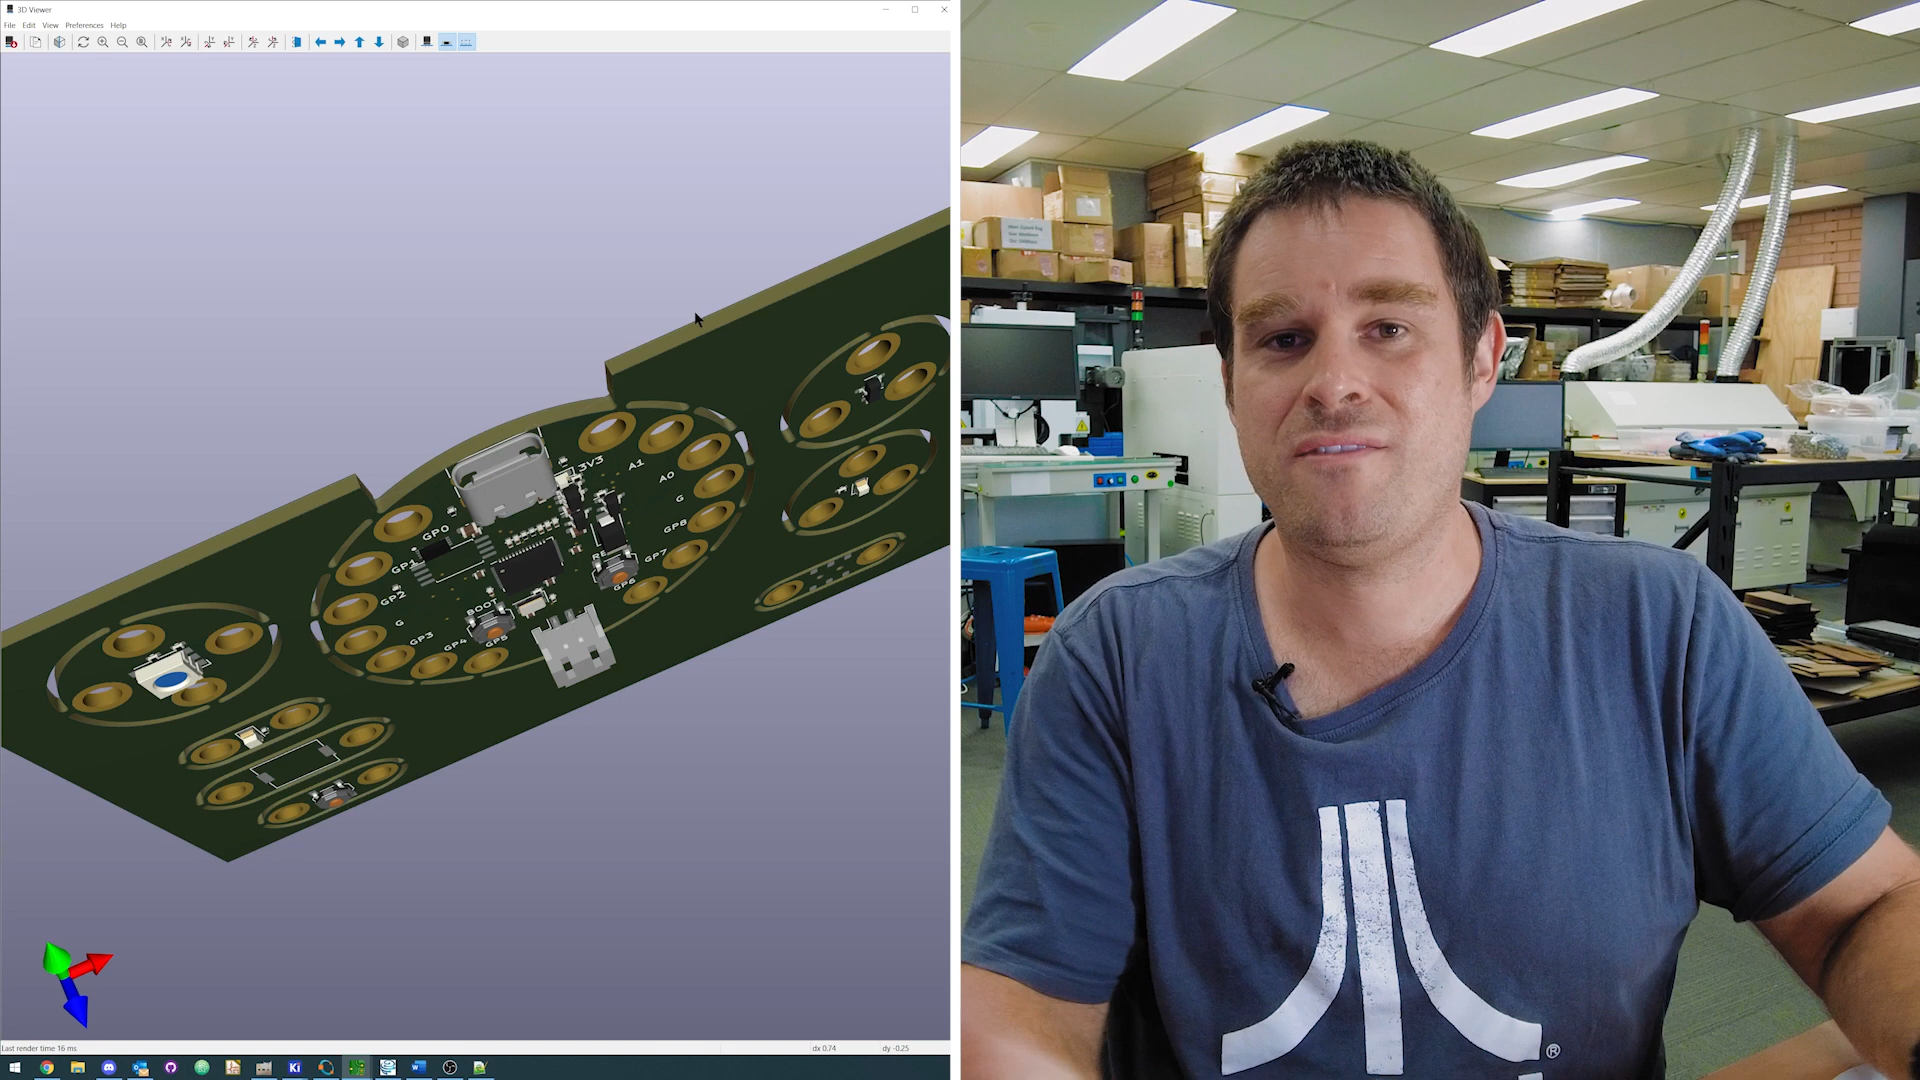 3D Viewer
File Edit View Preferences Help
3V3
A1
A0
G
GP8
GP7
GP6
GP0
GP1
GP2
G
GP3
GP4
GP5
BOOT
RE
Last render time 16 ms
dx 0.74
dy -0.25
Ki
®